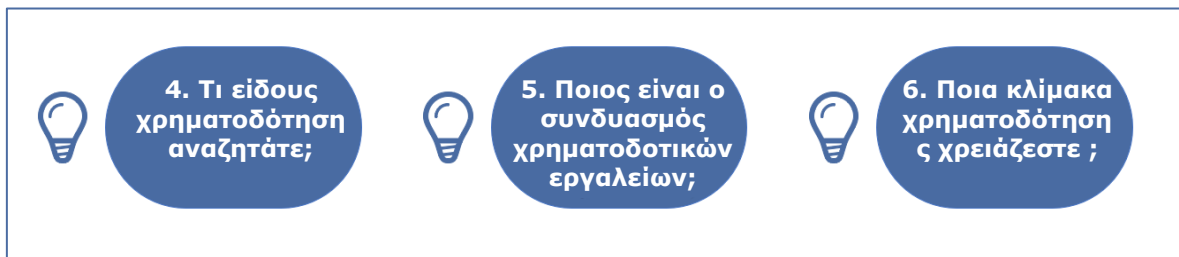 4. Τι είδους
χρηματοδότηση
αναζητάτε;
5. Ποιος είναι ο
συνδυασμός
χρηματοδοτικών
εργαλείων;
6. Ποια κλίμακα
χρηματοδότηση
ς χρειάζεστε ;